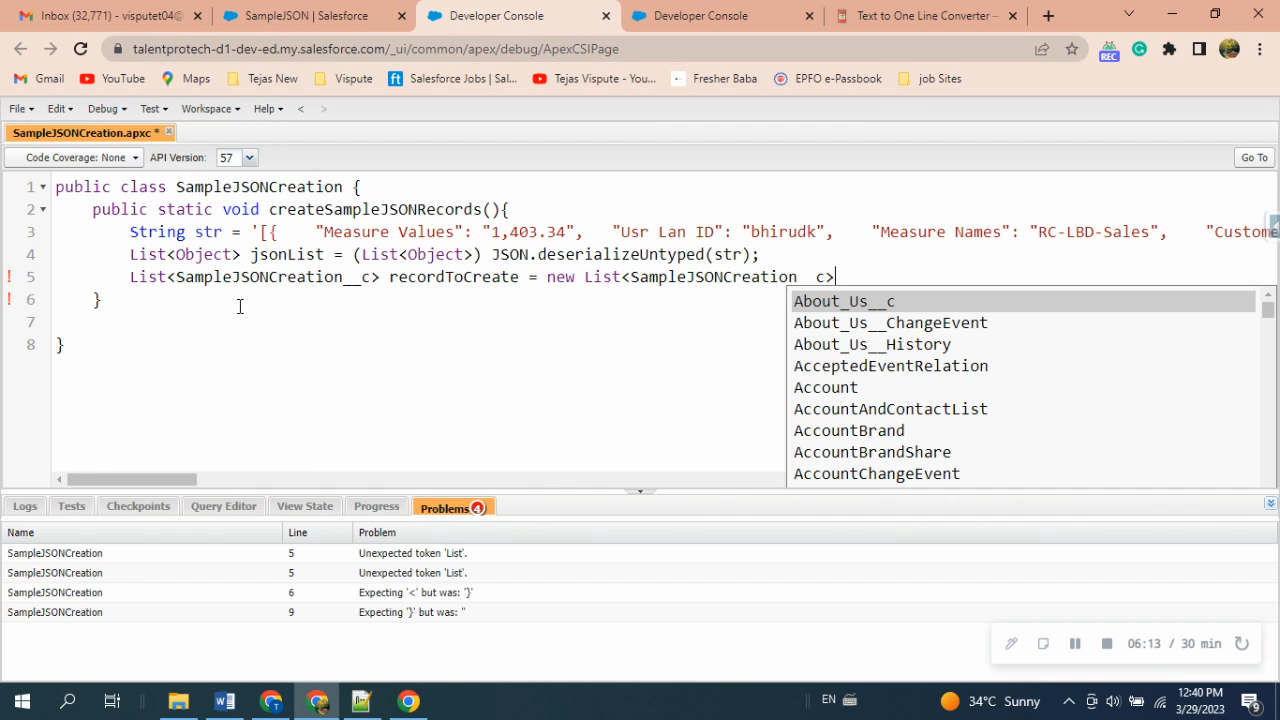 Inbox (32,771) - visputet04@
SampleJSON | Salesforce
Developer Console
Developer Console
Text to One Line Converter –
talentprotech-d1-dev-ed.my.salesforce.com/_ui/common/apex/debug/ApexCSIPage
REC
Gmail
YouTube
Maps
Tejas New
Vispute
Salesforce Jobs | Sal...
Tejas Vispute - You...
Fresher Baba
EPFO e-Passbook
job Sites
File
Edit
Debug
Test
Workspace
Help
<
>
SampleJSONCreation.apxc *
Code Coverage: None
API Version:
57
Go To
1 public class SampleJSONCreation {
2 public static void createSampleJSONRecords(){
3 String str = '[{ "Measure Values": "1,403.34", "Usr Lan ID": "bhirudk", "Measure Names": "RC-LBD-Sales", "Custome
4 List<Object> jsonList = (List<Object>) JSON.deserializeUntyped(str);
! 5 List<SampleJSONCreation__c> recordToCreate = new List<SampleJSONCreation__c>
! 6 }
7
8 }
About_Us__c
About_Us__ChangeEvent
About_Us__History
AcceptedEventRelation
Account
AccountAndContactList
AccountBrand
AccountBrandShare
AccountChangeEvent
Logs
Tests
Checkpoints
Query Editor
View State
Progress
Problems 4
Name Line Problem
SampleJSONCreation 5 Unexpected token 'List'.
SampleJSONCreation 5 Unexpected token 'List'.
SampleJSONCreation 6 Expecting '<' but was: '}'
SampleJSONCreation 9 Expecting '}' but was: ''
06:13 / 30 min
EN
34°C Sunny
12:40 PM
3/29/2023
9